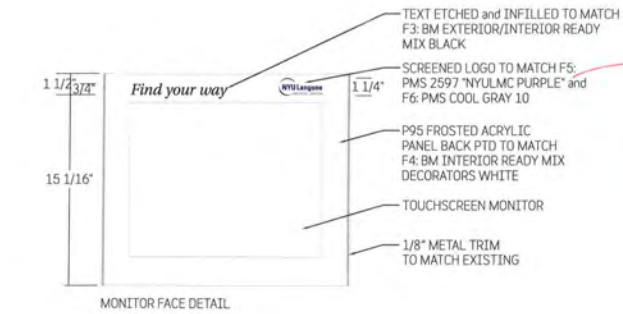 TEXT ETCHED and INFILLED TO MATCH
F3: BM EXTERIOR/INTERIOR READY
MIX BLACK
SCREENED LOGO TO MATCH F5:
PMS 2597 "NYULMC PURPLE" and
F6: PMS COOL GRAY 10
1 1/2"
3/4"
Find your way
NYU Langone
1 1/4"
P95 FROSTED ACRYLIC
PANEL BACK PTD TO MATCH
F4: BM INTERIOR READY MIX
DECORATORS WHITE
15 1/16"
TOUCHSCREEN MONITOR
1/8" METAL TRIM
TO MATCH EXISTING
MONITOR FACE DETAIL